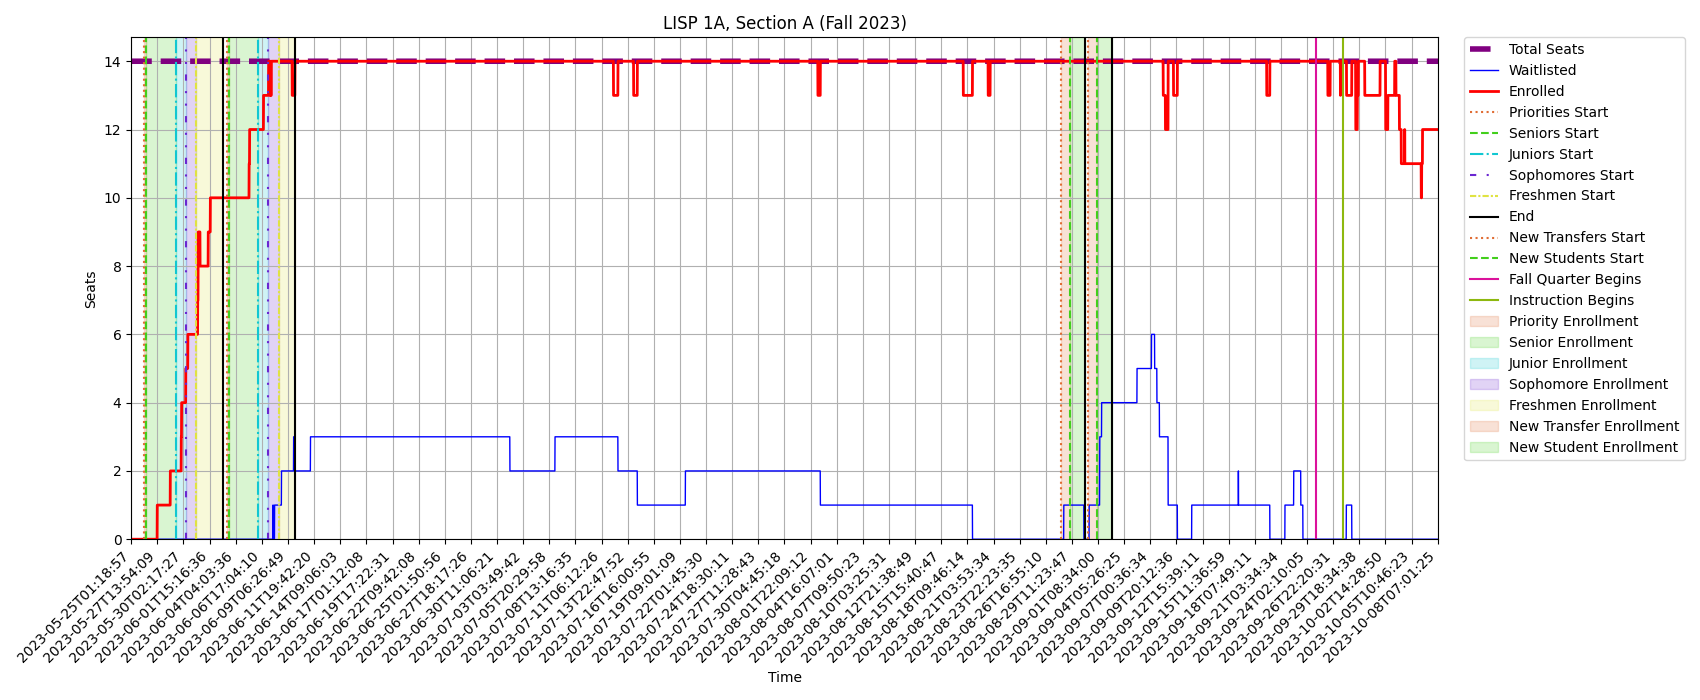 LISP 1A, Section A (Fall 2023)
Seats
14
12
10
8
6
4
2
0
2023-05-25T01:18:57
2023-05-27T13:54:09
2023-05-30T02:17:27
2023-06-01T15:16:36
2023-06-04T04:03:36
2023-06-06T17:04:10
2023-06-09T06:26:49
2023-06-11T19:42:20
2023-06-14T09:06:03
2023-06-17T01:12:08
2023-06-19T17:22:31
2023-06-22T09:42:08
2023-06-25T01:50:56
2023-06-27T18:17:26
2023-06-30T11:06:21
2023-07-03T03:49:42
2023-07-05T20:29:58
2023-07-08T13:16:35
2023-07-11T06:12:26
2023-07-13T22:47:52
2023-07-16T16:00:55
2023-07-19T09:01:09
2023-07-22T01:45:30
2023-07-24T18:30:11
2023-07-27T11:28:43
2023-07-30T04:45:18
2023-08-01T22:09:12
2023-08-04T16:07:01
2023-08-07T09:50:23
2023-08-10T03:25:31
2023-08-12T21:38:49
2023-08-15T15:40:47
2023-08-18T09:46:14
2023-08-21T03:53:34
2023-08-23T22:23:35
2023-08-26T16:55:10
2023-08-29T11:23:47
2023-09-01T08:34:00
2023-09-04T05:26:25
2023-09-07T00:36:34
2023-09-09T20:12:36
2023-09-12T15:39:11
2023-09-15T11:36:59
2023-09-18T07:49:11
2023-09-21T03:34:34
2023-09-24T02:10:05
2023-09-26T22:20:31
2023-09-29T18:34:38
2023-10-02T14:28:50
2023-10-05T10:46:23
2023-10-08T07:01:25
Time
Total Seats
Waitlisted
Enrolled
Priorities Start
Seniors Start
Juniors Start
Sophomores Start
Freshmen Start
End
New Transfers Start
New Students Start
Fall Quarter Begins
Instruction Begins
Priority Enrollment
Senior Enrollment
Junior Enrollment
Sophomore Enrollment
Freshmen Enrollment
New Transfer Enrollment
New Student Enrollment